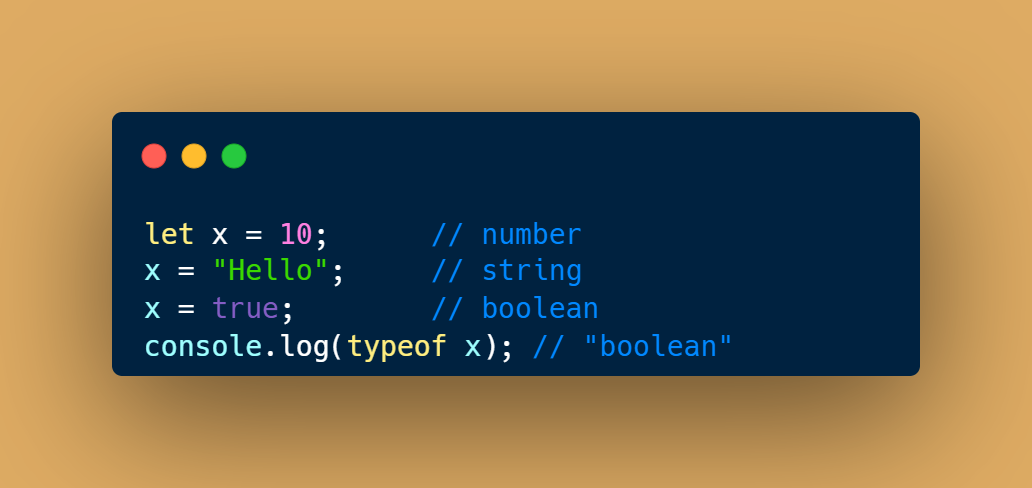 let x = 10;      // number
x = "Hello";     // string
x = true;        // boolean
console.log(typeof x); // "boolean"